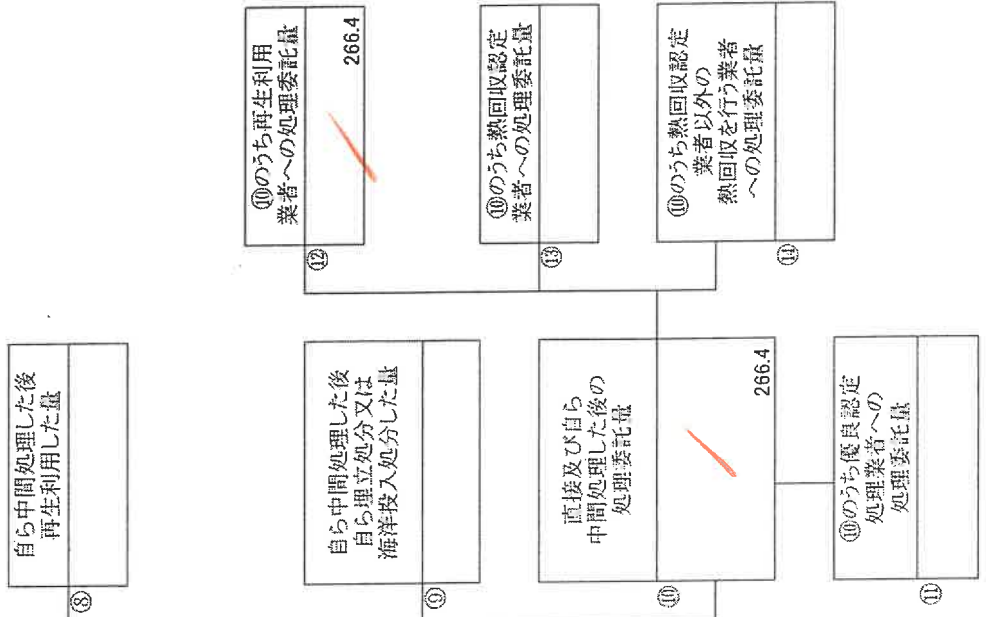 ⑧
自ら中間処理した後
再生利用した量
⑨
自ら中間処理した後
自ら埋立処分又は
海洋投入処分した量
⑩
直接及び自ら
中間処理した後の
処理委託量
266.4
⑪
⑩のうち優良認定
処理業者への
処理委託量
⑫
⑩のうち再生利用
業者への処理委託量
266.4
⑬
⑩のうち熱回収認定
業者への処理委託量
⑭
⑩のうち熱回収認定
業者以外の
熱回収を行う業者
への処理委託量